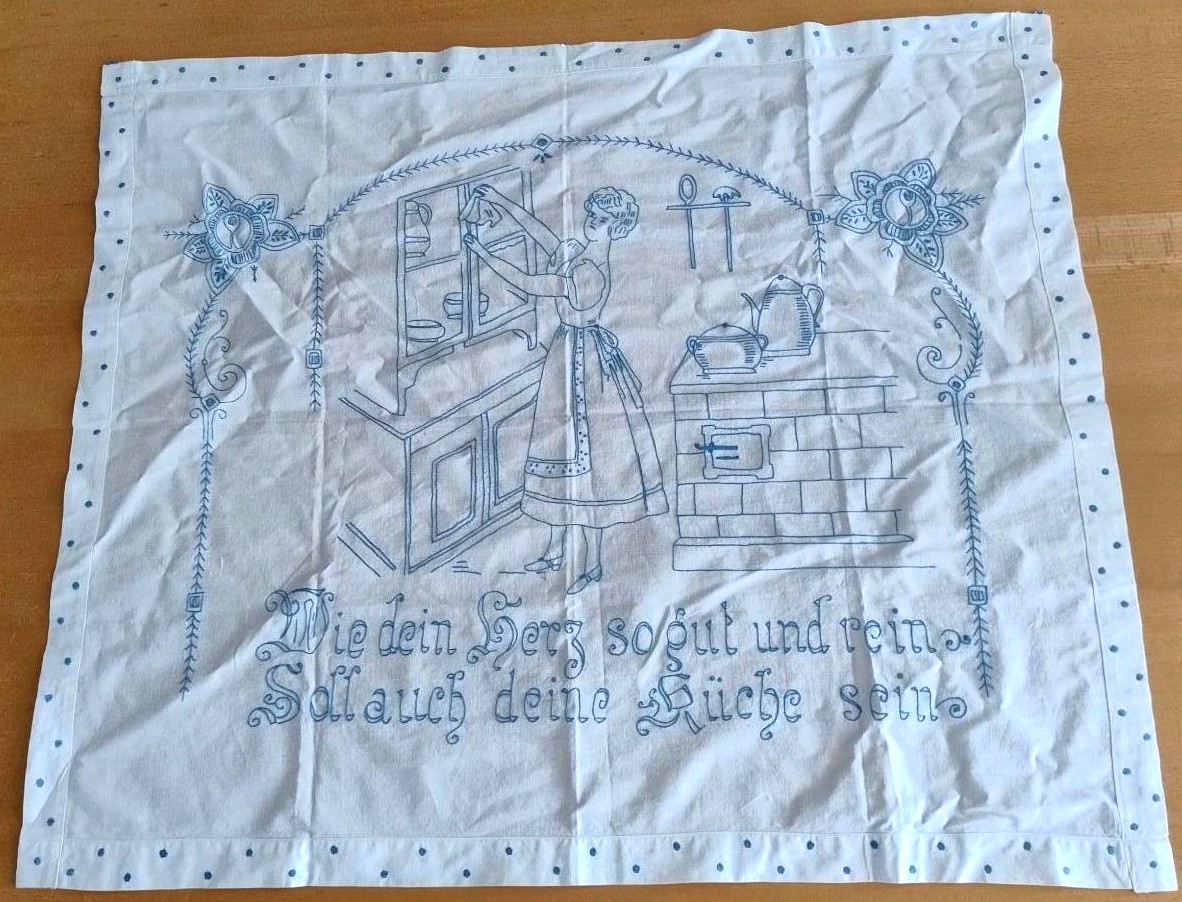 Wie dein Herz so gut und rein
Soll auch deine Küche sein